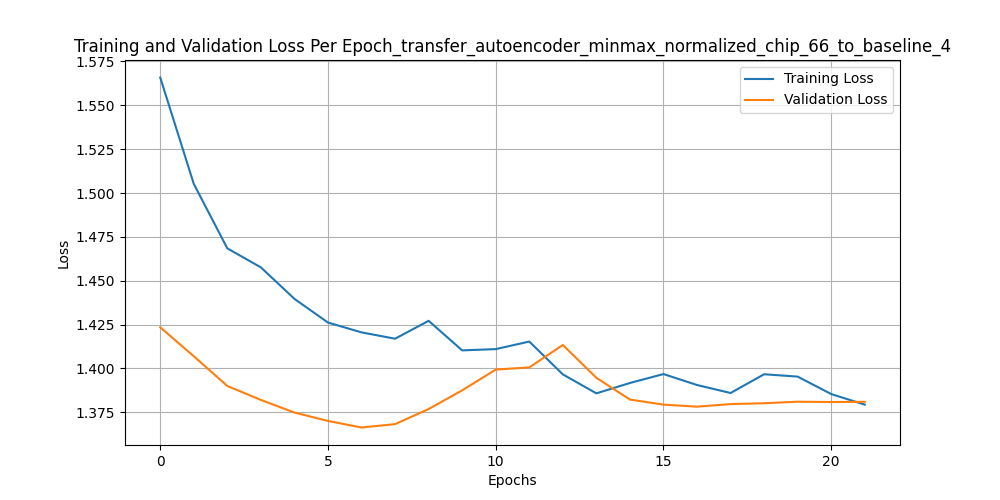 Training and Validation Loss Per Epoch_transfer_autoencoder_minmax_normalized_chip_66_to_baseline_4
Training Loss
Validation Loss
Loss
1.575
1.550
1.525
1.500
1.475
1.450
1.425
1.400
1.375
0 5 10 15 20
Epochs